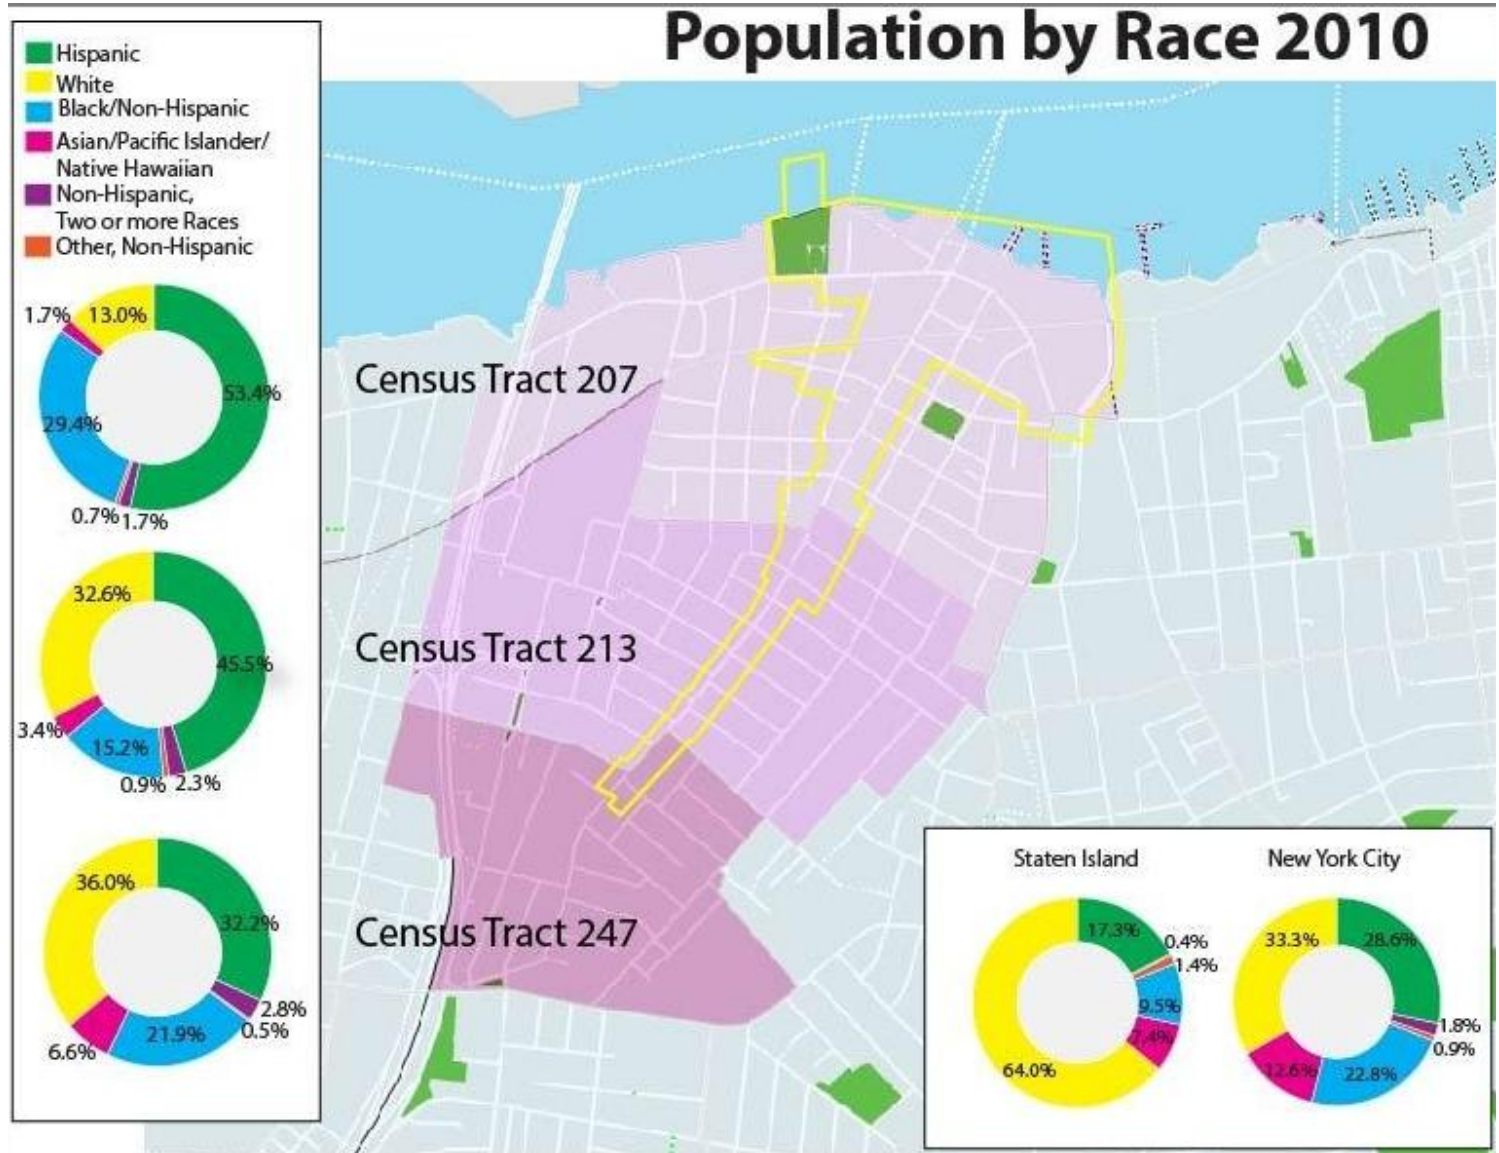 Population by Race 2010
Hispanic
White
Black/Non-Hispanic
Asian/Pacific Islander/
Native Hawaiian
Non-Hispanic,
Two or more Races
Other, Non-Hispanic
1.7%
13.0%
53.4%
29.4%
0.7%
1.7%
Census Tract 207
32.6%
45.5%
3.4%
15.2%
0.9%
2.3%
Census Tract 213
36.0%
32.2%
2.8%
0.5%
21.9%
6.6%
Census Tract 247
Staten Island
17.3%
0.4%
1.4%
9.5%
7.4%
64.0%
New York City
33.3%
28.6%
1.8%
0.9%
12.6%
22.8%